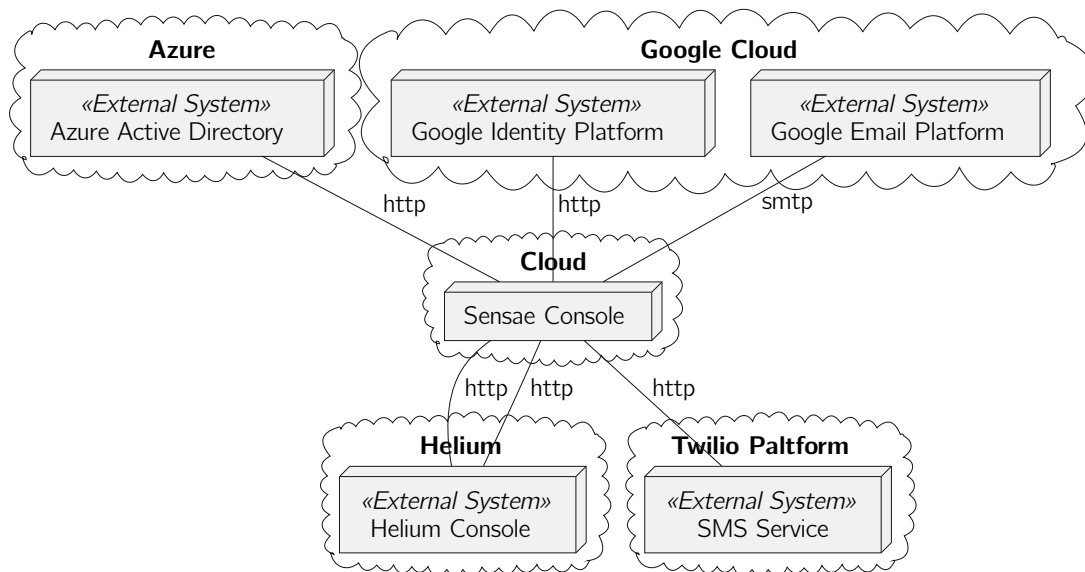 Azure
Google Cloud
«External System»
Azure Active Directory
«External System»
Google Identity Platform
«External System»
Google Email Platform
http
http
smtp
Cloud
Sensae Console
http
http
http
Helium
Twilio Paltform
«External System»
Helium Console
«External System»
SMS Service